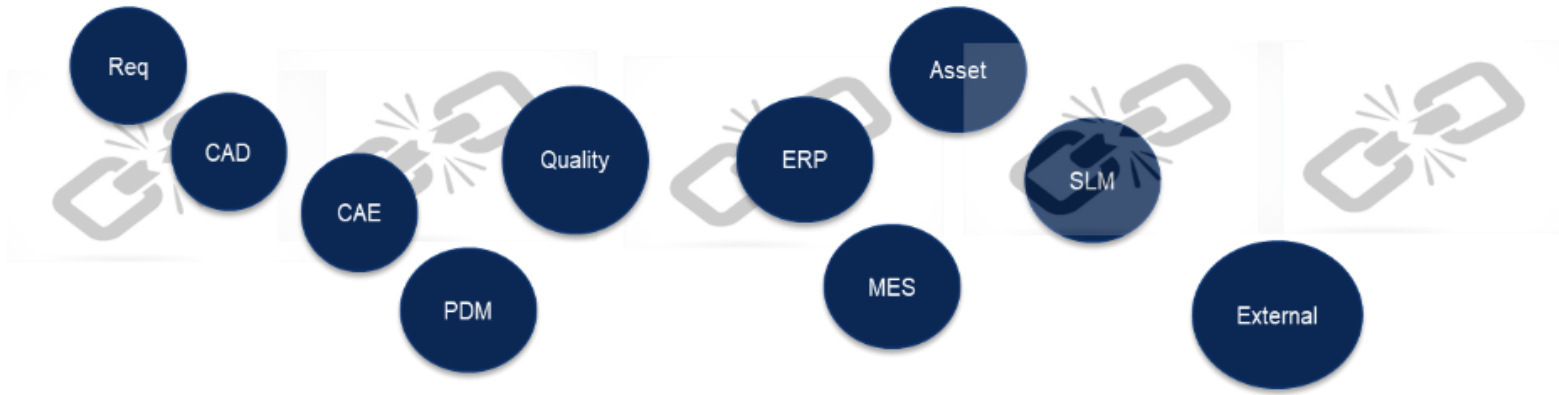 Req
CAD
CAE
PDM
Quality
ERP
MES
Asset
SLM
External